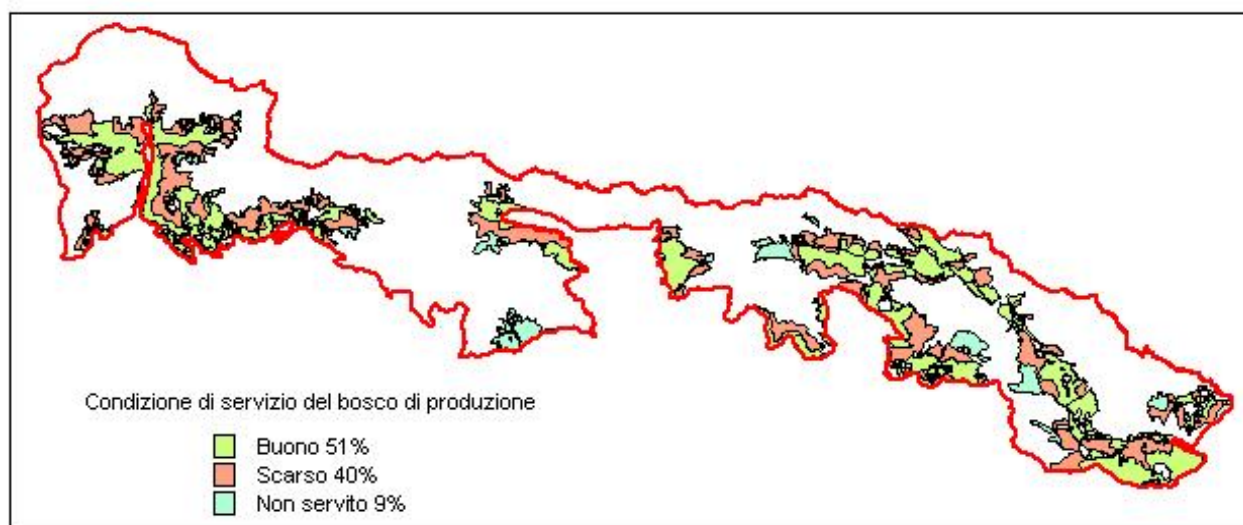 Condizione di servizio del bosco di produzione
Buono 51%
Scarso 40%
Non servito 9%